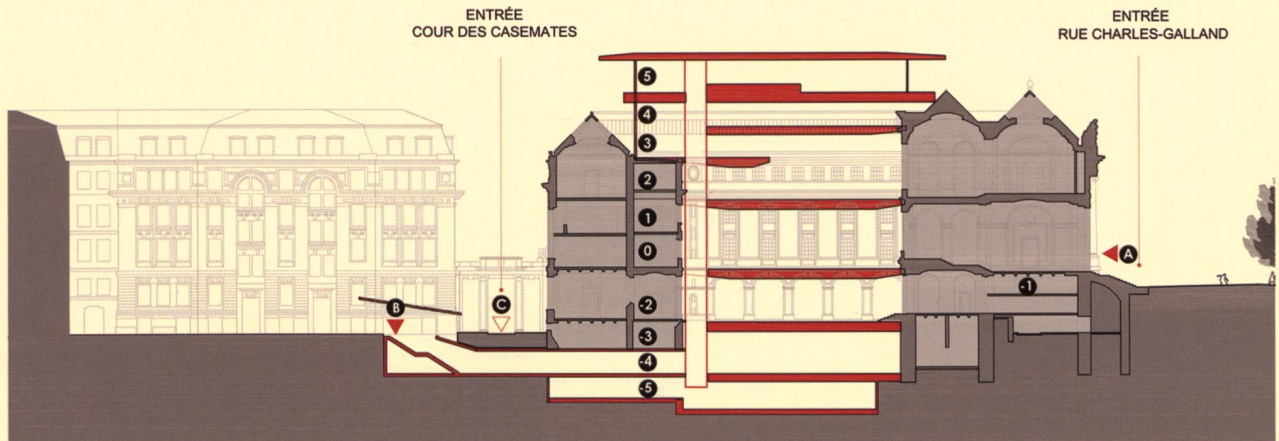 ENTRÉE
COUR DES CASEMATES
ENTRÉE
RUE CHARLES-GALLAND
5
4
3
2
1
0
A
-1
-2
B
C
-3
-4
-5